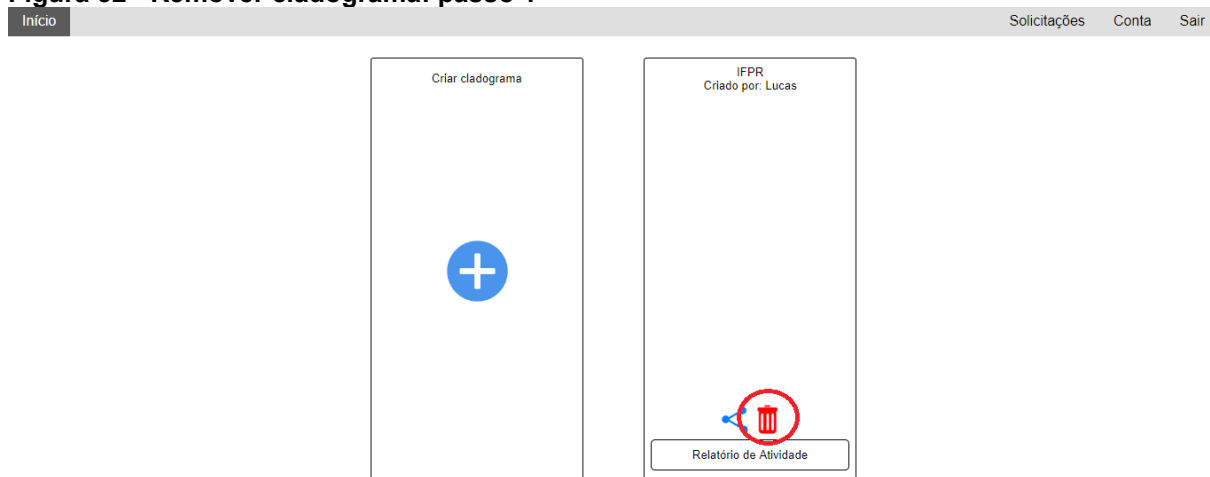 Início
Solicitações Conta Sair
Criar cladograma
IFPR
Criado por: Lucas
Relatório de Atividade